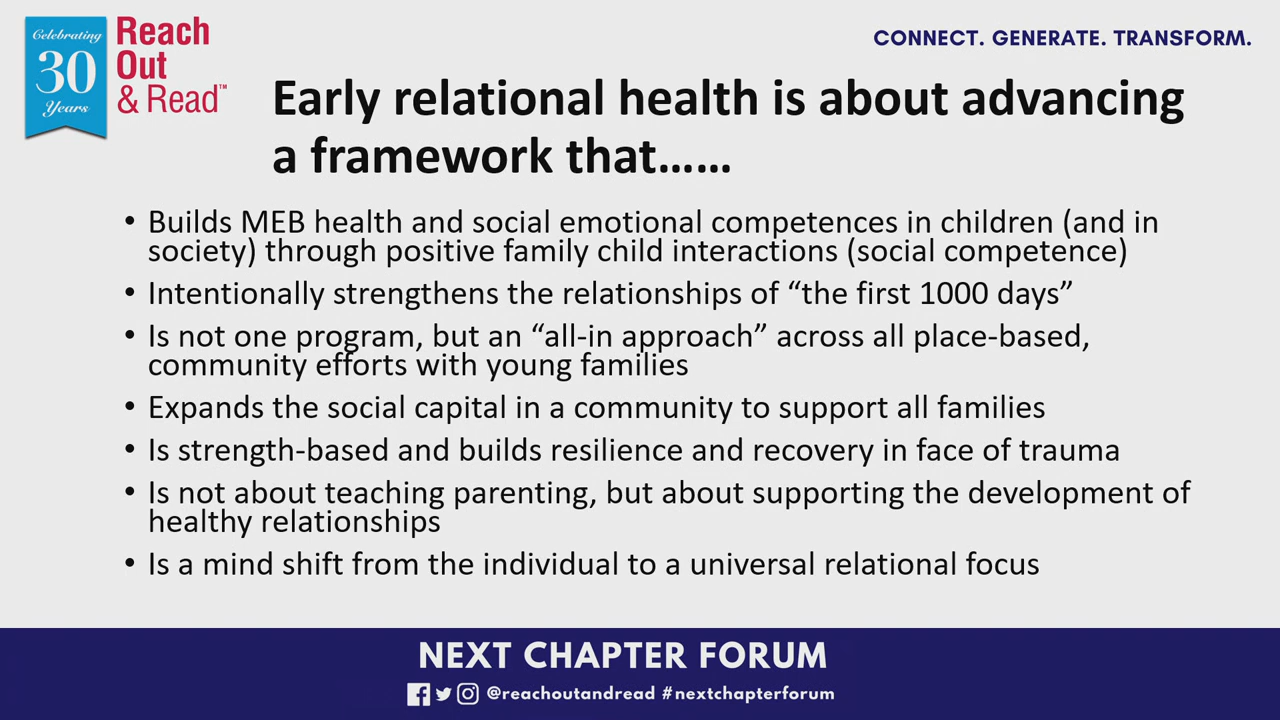 Celebrating
30
Years
Reach
Out
& Read™
CONNECT. GENERATE. TRANSFORM.
Early relational health is about advancing
a framework that……
• Builds MEB health and social emotional competences in children (and in
society) through positive family child interactions (social competence)
• Intentionally strengthens the relationships of “the first 1000 days”
• Is not one program, but an “all-in approach” across all place-based,
community efforts with young families
• Expands the social capital in a community to support all families
• Is strength-based and builds resilience and recovery in face of trauma
• Is not about teaching parenting, but about supporting the development of
healthy relationships
• Is a mind shift from the individual to a universal relational focus
NEXT CHAPTER FORUM
@reachoutandread #nextchapterforum